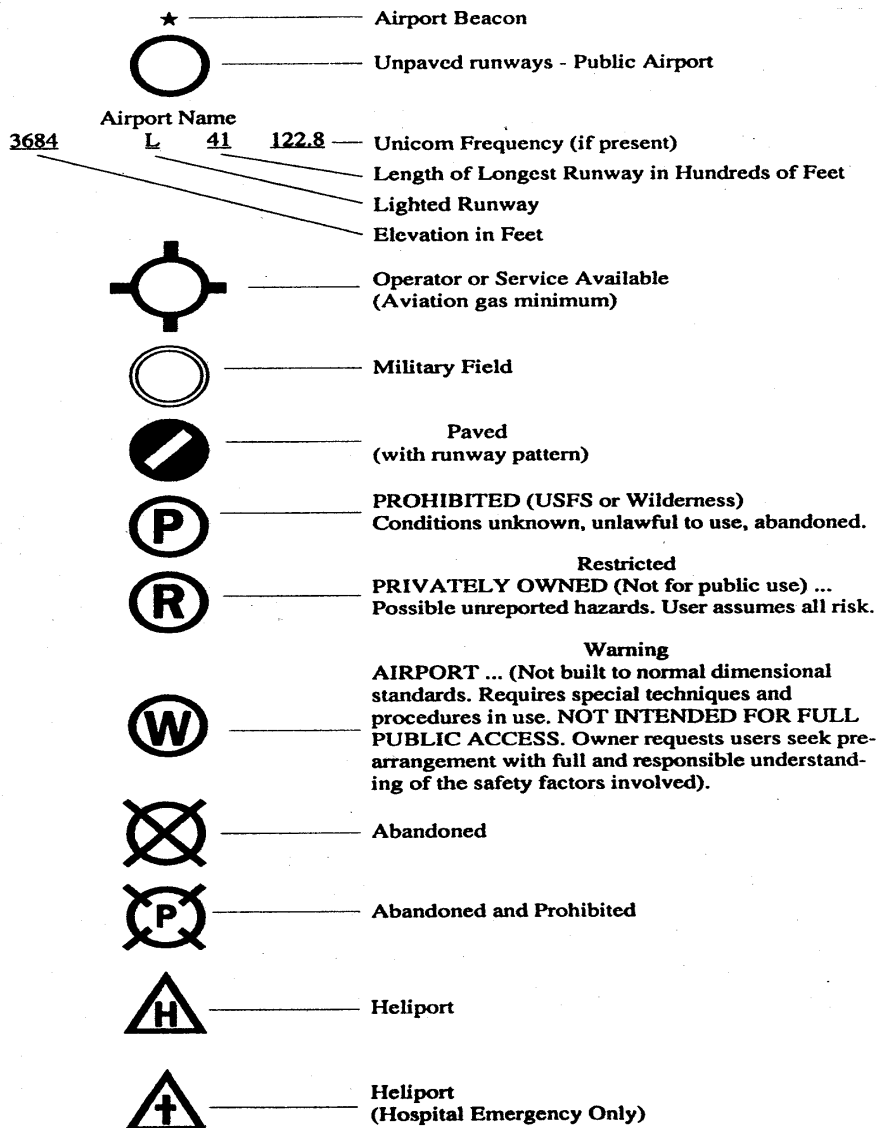 Airport Beacon
Unpaved runways - Public Airport
Airport Name
3684 L 41 122.8 Unicom Frequency (if present)
Length of Longest Runway in Hundreds of Feet
Lighted Runway
Elevation in Feet
Operator or Service Available
(Aviation gas minimum)
Military Field
Paved
(with runway pattern)
P
PROHIBITED (USFS or Wilderness)
Conditions unknown, unlawful to use, abandoned.
Restricted
R
PRIVATELY OWNED (Not for public use) ...
Possible unreported hazards. User assumes all risk.
Warning
AIRPORT ... (Not built to normal dimensional
standards. Requires special techniques and
W
procedures in use. NOT INTENDED FOR FULL
PUBLIC ACCESS. Owner requests users seek pre-
arrangement with full and responsible understand-
ing of the safety factors involved).
Abandoned
P
Abandoned and Prohibited
H
Heliport
Heliport
(Hospital Emergency Only)